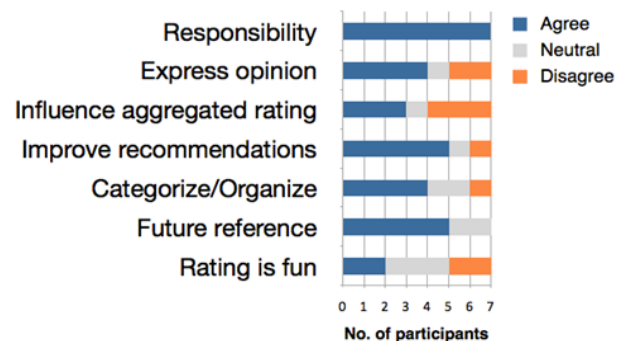 Responsibility
Express opinion
Influence aggregated rating
Improve recommendations
Categorize/Organize
Future reference
Rating is fun
0 1 2 3 4 5 6 7
No. of participants
Agree
Neutral
Disagree